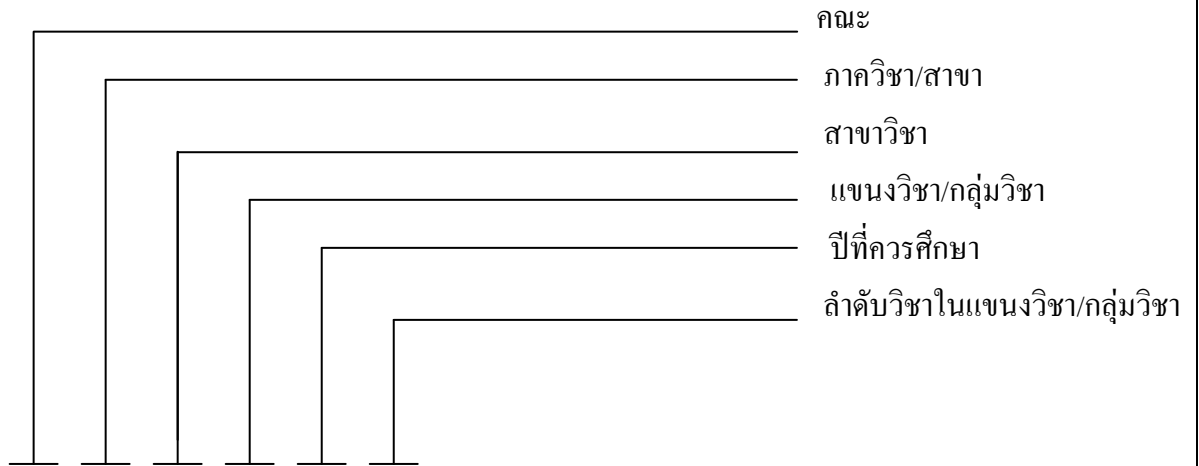 คณะ
ภาควิชา/สาขา
สาขาวิชา
แขนงวิชา/กลุ่มวิชา
ปีที่ควรศึกษา
ลำดับวิชาในแขนงวิชา/กลุ่มวิชา